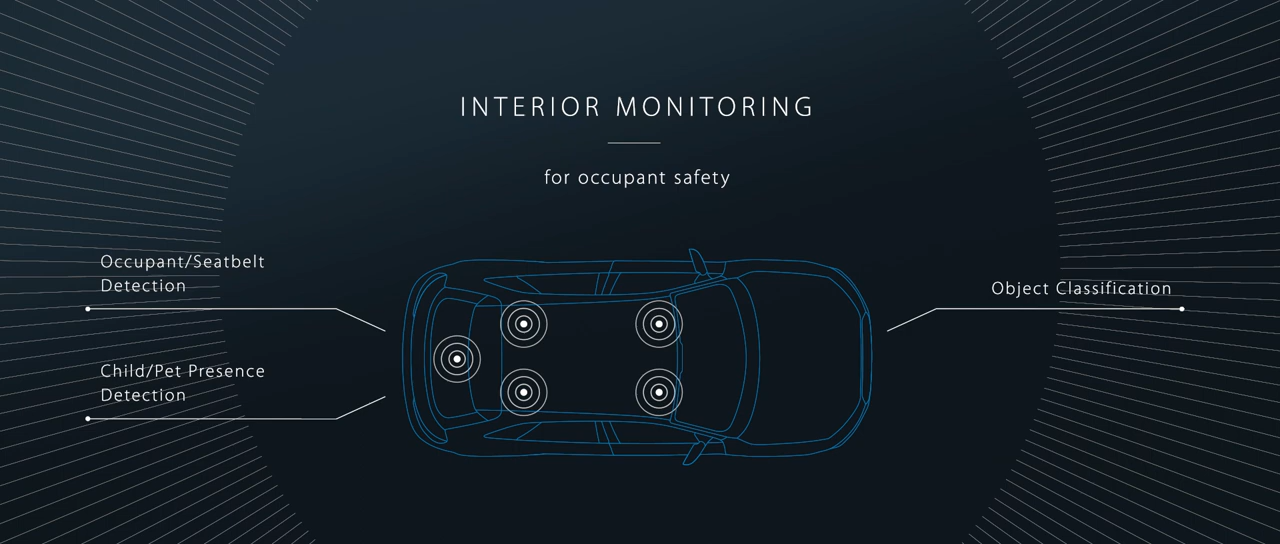 INTERIOR MONITORING
for occupant safety
Occupant/Seatbelt
Detection
Object Classification
Child/Pet Presence
Detection